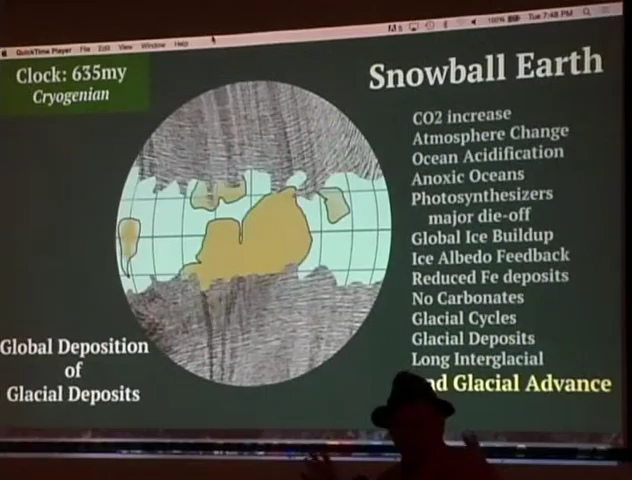 QuickTime Player File Edit View Window Help
100% Tue 7:48 PM
Clock: 635my
Cryogenian
Snowball Earth
CO2 increase
Atmosphere Change
Ocean Acidification
Anoxic Oceans
Photosynthesizers
major die-off
Global Ice Buildup
Ice Albedo Feedback
Reduced Fe deposits
No Carbonates
Glacial Cycles
Glacial Deposits
Long Interglacial
Glacial Advance
Global Deposition
of
Glacial Deposits